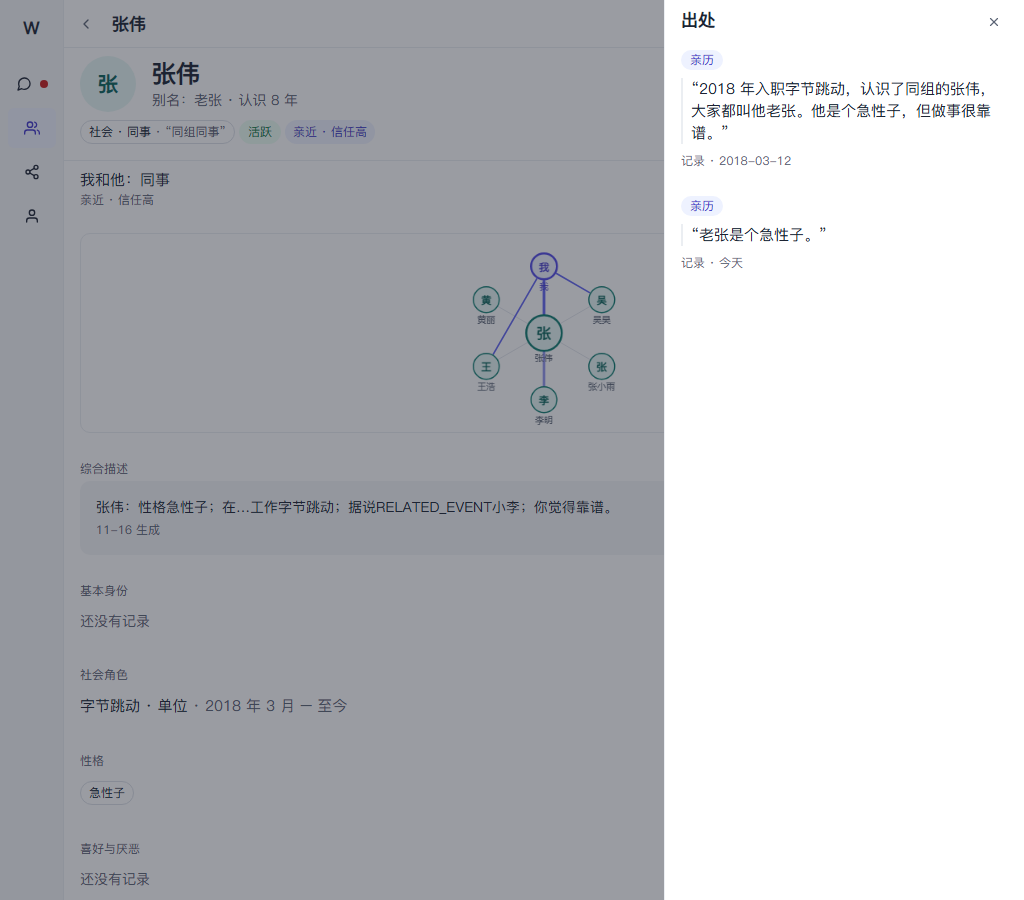 W
张伟
张
张伟
别名：老张 · 认识 8 年
社会 · 同事 · “同组同事”
活跃
亲近 · 信任高
我和他：同事
亲近 · 信任高
我
我
黄
黄丽
吴
吴昊
张
张伟
王
王浩
张
张小雨
李
李明
综合描述
张伟：性格急性子；在…工作字节跳动；据说RELATED_EVENT小李；你觉得靠谱。
11-16 生成
基本身份
还没有记录
社会角色
字节跳动 · 单位 · 2018 年 3 月 — 至今
性格
急性子
喜好与厌恶
还没有记录
出处
亲历
“2018 年入职字节跳动，认识了同组的张伟，
大家都叫他老张。他是个急性子，但做事很靠
谱。”
记录 · 2018-03-12
亲历
“老张是个急性子。”
记录 · 今天